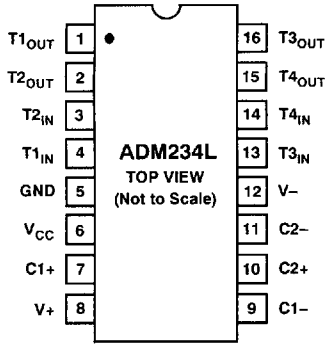 T1OUT 1 16 T3OUT
T2OUT 2 15 T4OUT
T2IN 3 14 T4IN
T1IN 4 13 T3IN
ADM234L
TOP VIEW
(Not to Scale)
GND 5 12 V–
VCC 6 11 C2–
C1+ 7 10 C2+
V+ 8 9 C1–